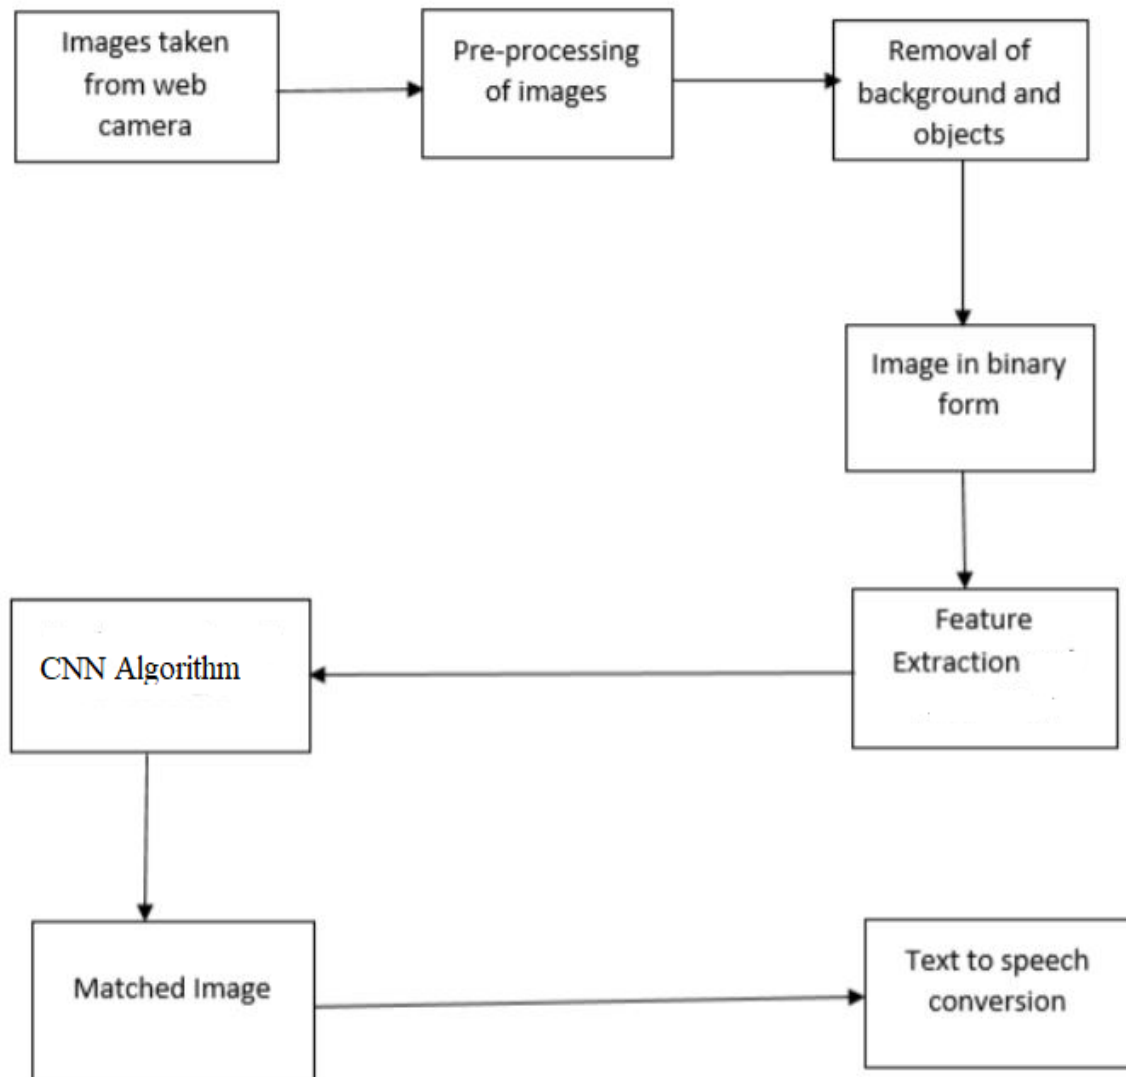 Images taken
from web
camera
Pre-processing
of images
Removal of
background and
objects
Image in binary
form
Feature
Extraction
CNN Algorithm
Matched Image
Text to speech
conversion